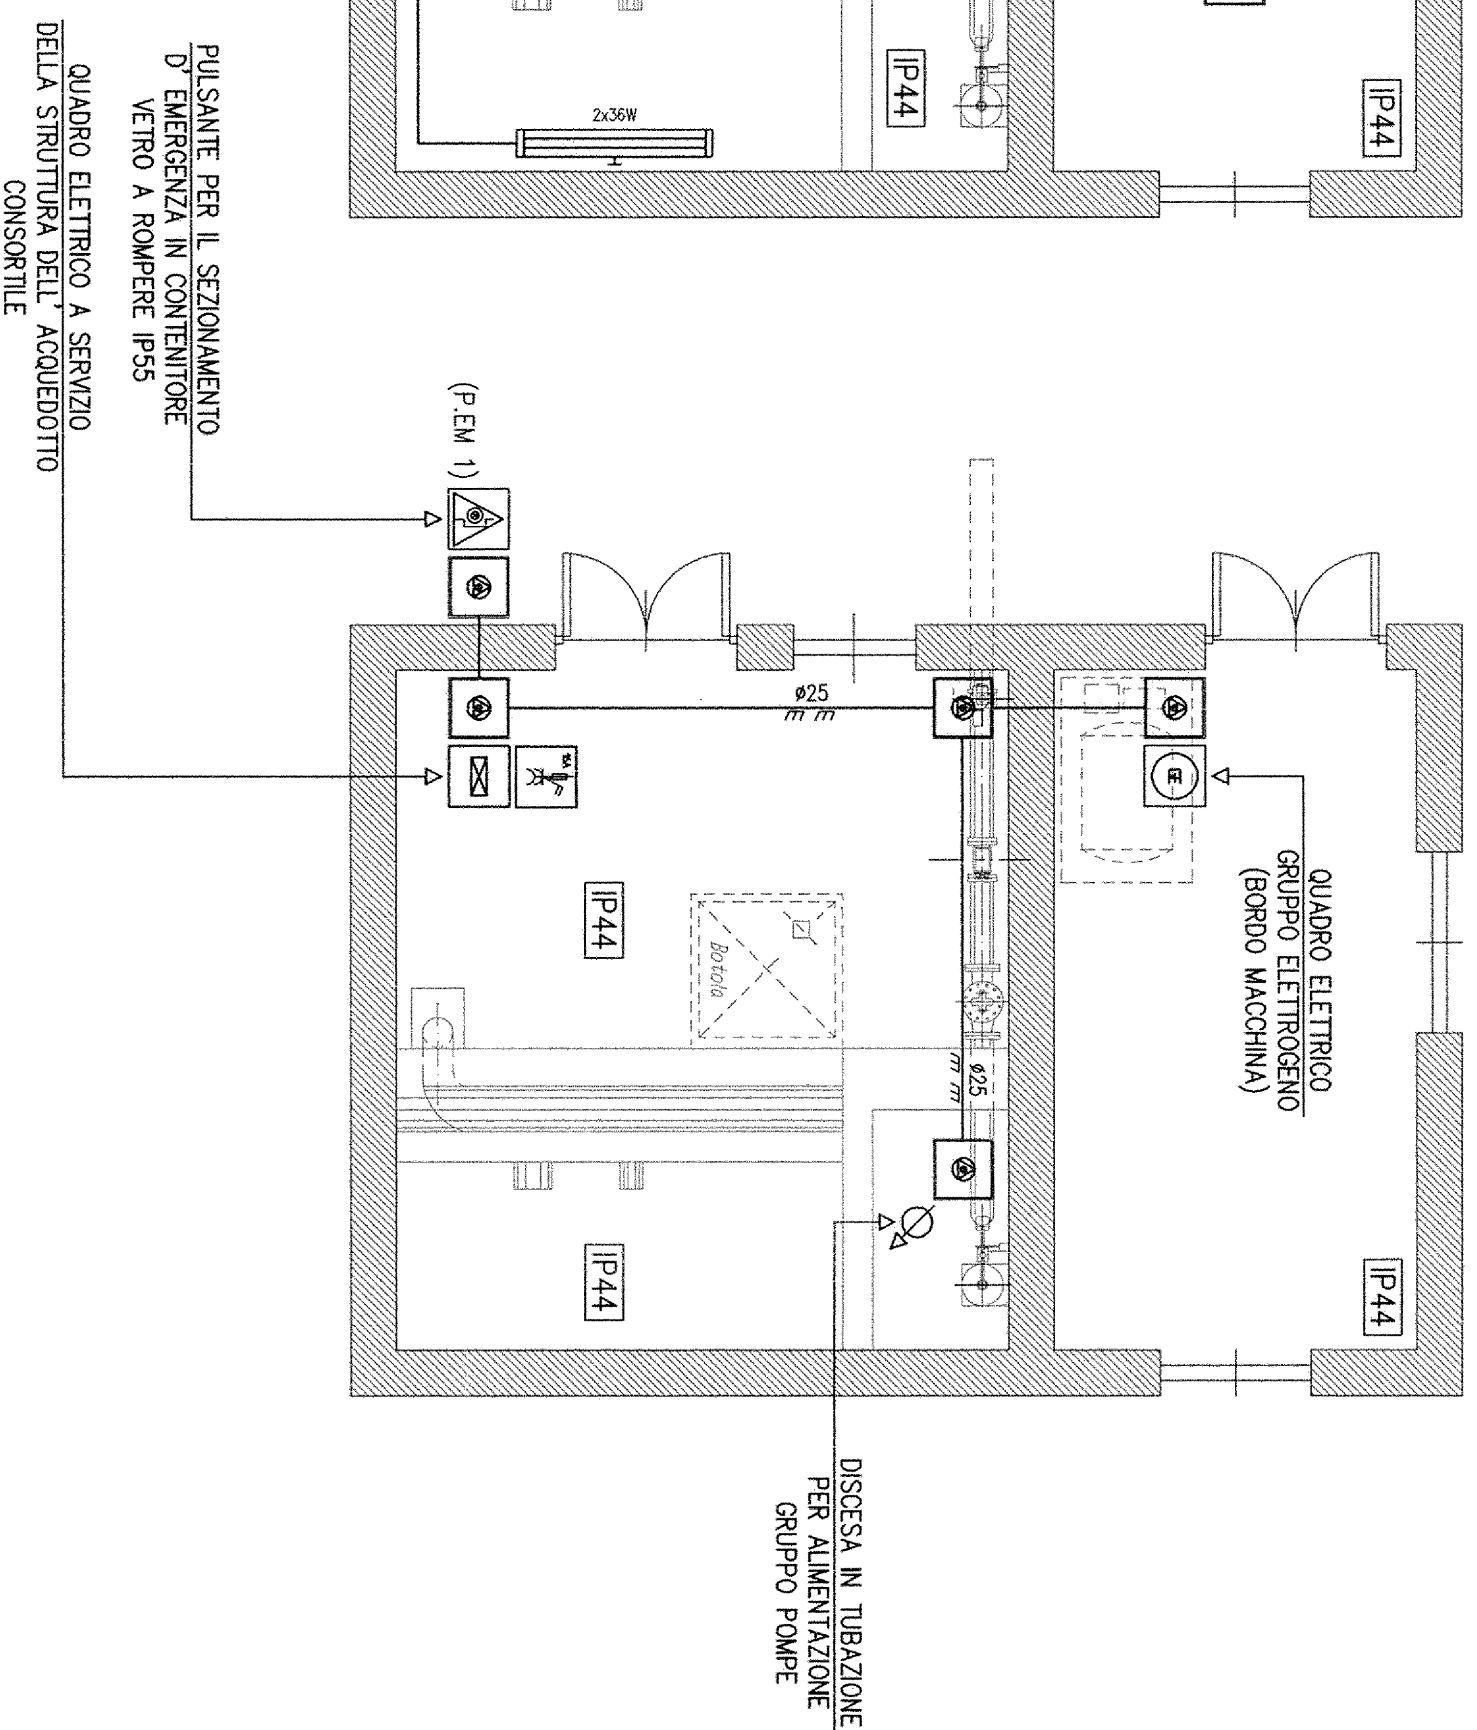 IP44
IP44
2x36W
PULSANTE PER IL SEZIONAMENTO
D' EMERGENZA IN CONTENITORE
VETRO A ROMPERE IP55
QUADRO ELETTRICO A SERVIZIO
DELLA STRUTTURA DELL' ACQUEDOTTO
CONSORTILE
(P.EM 1)
ø25
16A
GE
QUADRO ELETTRICO
GRUPPO ELETTROGENO
(BORDO MACCHINA)
IP44
Botola
ø25
IP44
IP44
DISCESA IN TUBAZIONE
PER ALIMENTAZIONE
GRUPPO POMPE